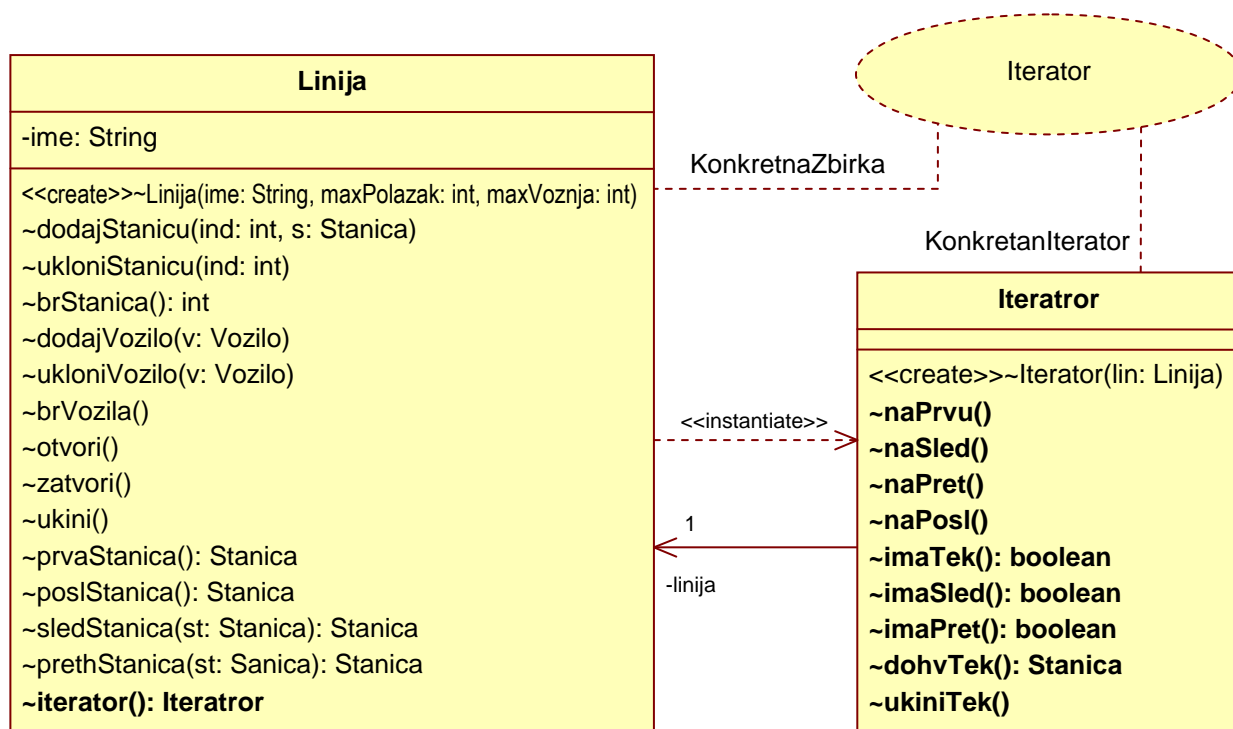 Linija
-ime: String
<<create>>~Linija(ime: String, maxPolazak: int, maxVoznja: int)
~dodajStanicu(ind: int, s: Stanica)
~ukloniStanicu(ind: int)
~brStanica(): int
~dodajVozilo(v: Vozilo)
~ukloniVozilo(v: Vozilo)
~brVozila()
~otvori()
~zatvori()
~ukini()
~prvaStanica(): Stanica
~poslStanica(): Stanica
~sledStanica(st: Stanica): Stanica
~prethStanica(st: Sanica): Stanica
~iterator(): Iteratror
Iterator
KonkretnaZbirka
KonkretanIterator
<<instantiate>>
1
-linija
Iteratror
<<create>>~Iterator(lin: Linija)
~naPrvu()
~naSled()
~naPret()
~naPosl()
~imaTek(): boolean
~imaSled(): boolean
~imaPret(): boolean
~dohvTek(): Stanica
~ukiniTek()